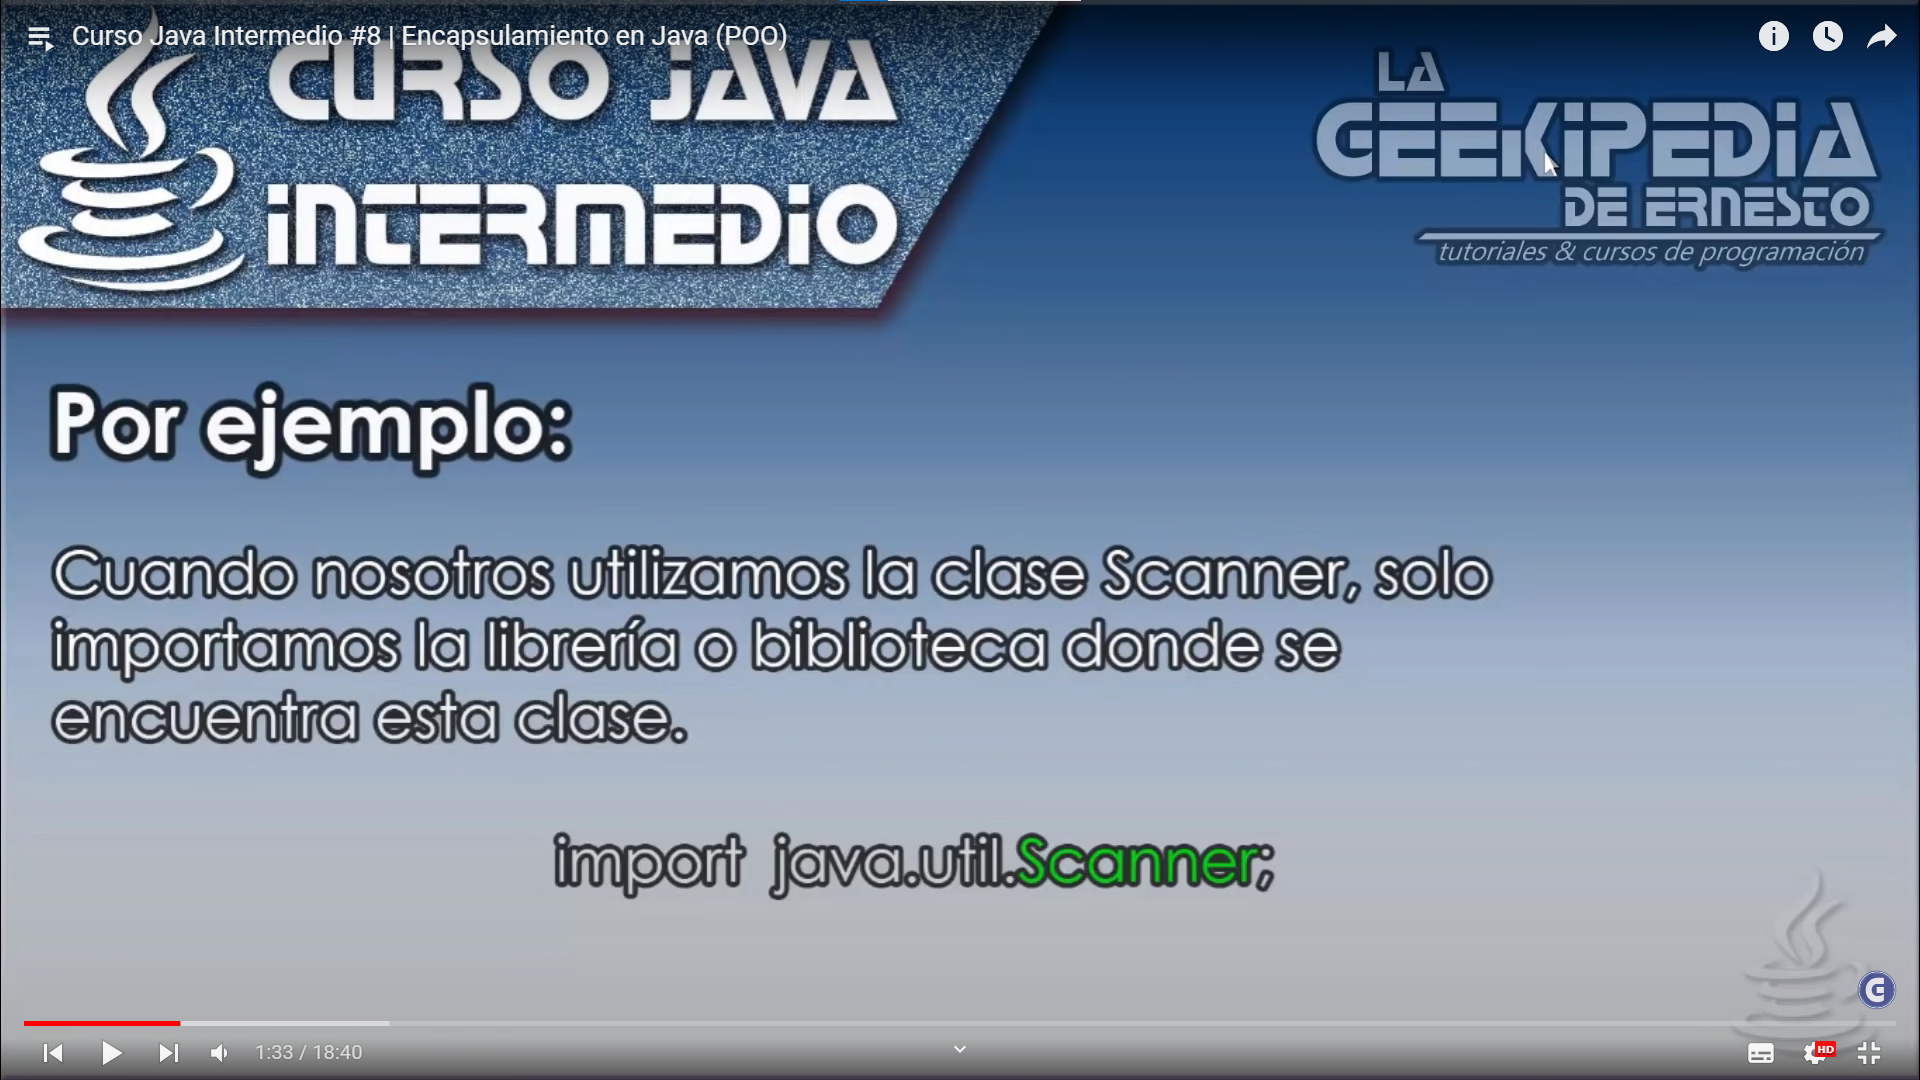 Curso Java Intermedio #8 | Encapsulamiento en Java (POO)
CURSO JAVA
INTERMEDIO
LA
GEEKIPEDIA
DE ERNESTO
tutoriales & cursos de programación
Por ejemplo:
Cuando nosotros utilizamos la clase Scanner, solo
importamos la librería o biblioteca donde se
encuentra esta clase.
import java.util.Scanner;
G
1:33 / 18:40
HD